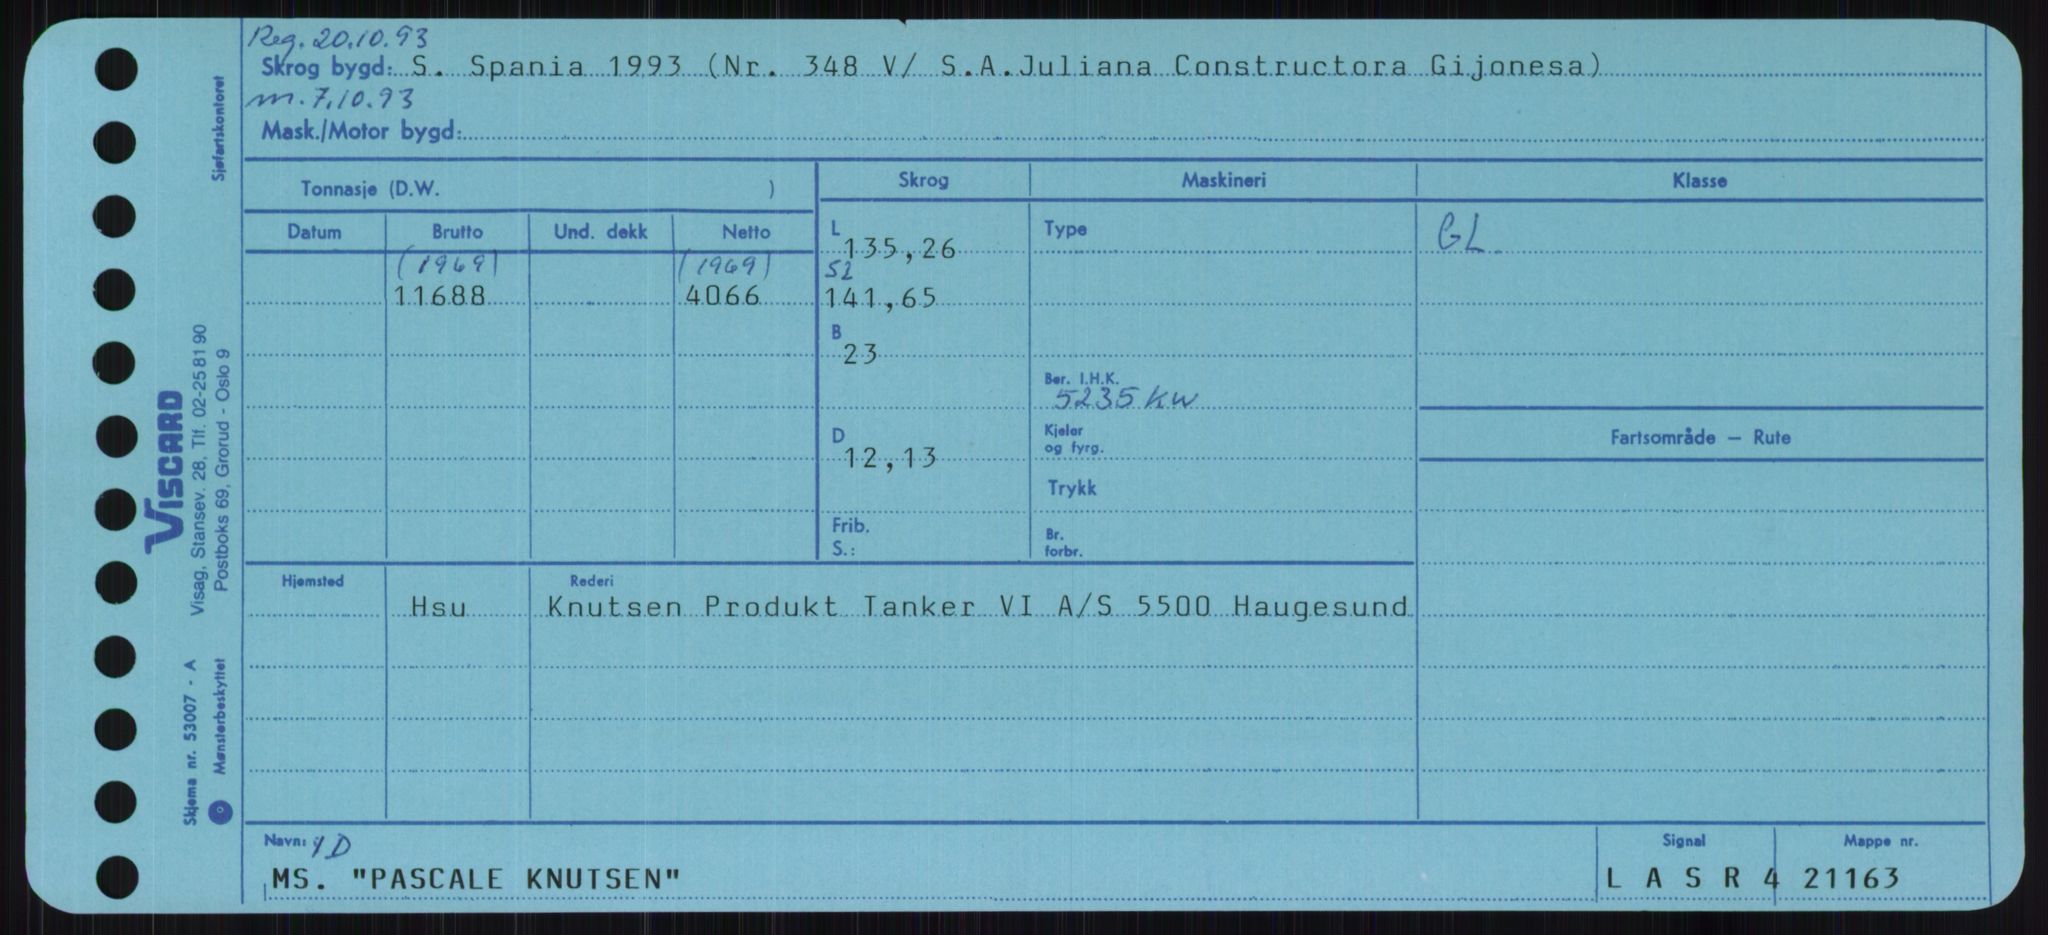 Reg. 20.10.93
Skrog bygd: S. Spania 1993 (Nr. 348 V/ S.A.Juliana Constructora Gijonesa)
m. 7.10.93
Mask./Motor bygd:
Tonnasje (D.W. )
Skrog
Maskineri
Klasse
Datum
Brutto
Und. dekk
Netto
L
135,26
Type
GL
(1969)
(1969)
52
11688
4066
141,65
B
23
Ber. I.H.K.
5235 KW
D
12,13
Kjeler
og fyrg.
Fartsområde – Rute
Trykk
Frib.
S.:
Br.
forbr.
Hjemsted
Rederi
Hsu
Knutsen Produkt Tanker VI A/S 5500 Haugesund
Navn: 1D
MS. "PASCALE KNUTSEN"
Signal
L A S R 4
Mappe nr.
21163
Sjøfartskontoret
VISCARD
Visag, Stansev. 28, Tlf. 02-25 81 90
Postboks 69, Grorud - Oslo 9
Skjema nr. 53007 - A
Mønsterbeskyttet